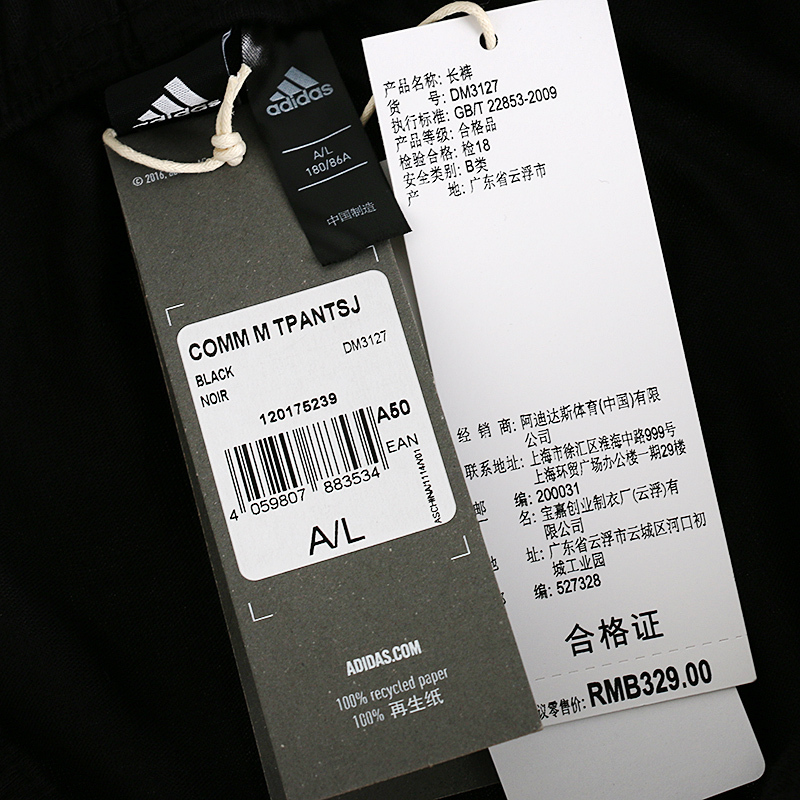 adidas
adidas
A/L
180/86A
中国制造
© 2016,
COMM M TPANTSJ
BLACK
DM3127
NOIR
120175239
A50
EAN
4 059807 883534
A/L
ADIDAS.COM
100% recycled paper
100% 再生纸
产品名称: 长裤
货 号: DM3127
执行标准: GB/T 22853-2009
产品等级: 合格品
检验合格: 检18
安全类别: B类
产 地: 广东省云浮市
经 销 商: 阿迪达斯体育(中国)有限
公司
联系地址: 上海市徐汇区淮海中路999号
上海环贸广场办公楼一期29楼
邮 编: 200031
名: 宝嘉创业制衣厂(云浮)有
限公司
址: 广东省云浮市云城区河口初
城工业园
编: 527328
合格证
议零售价: RMB329.00